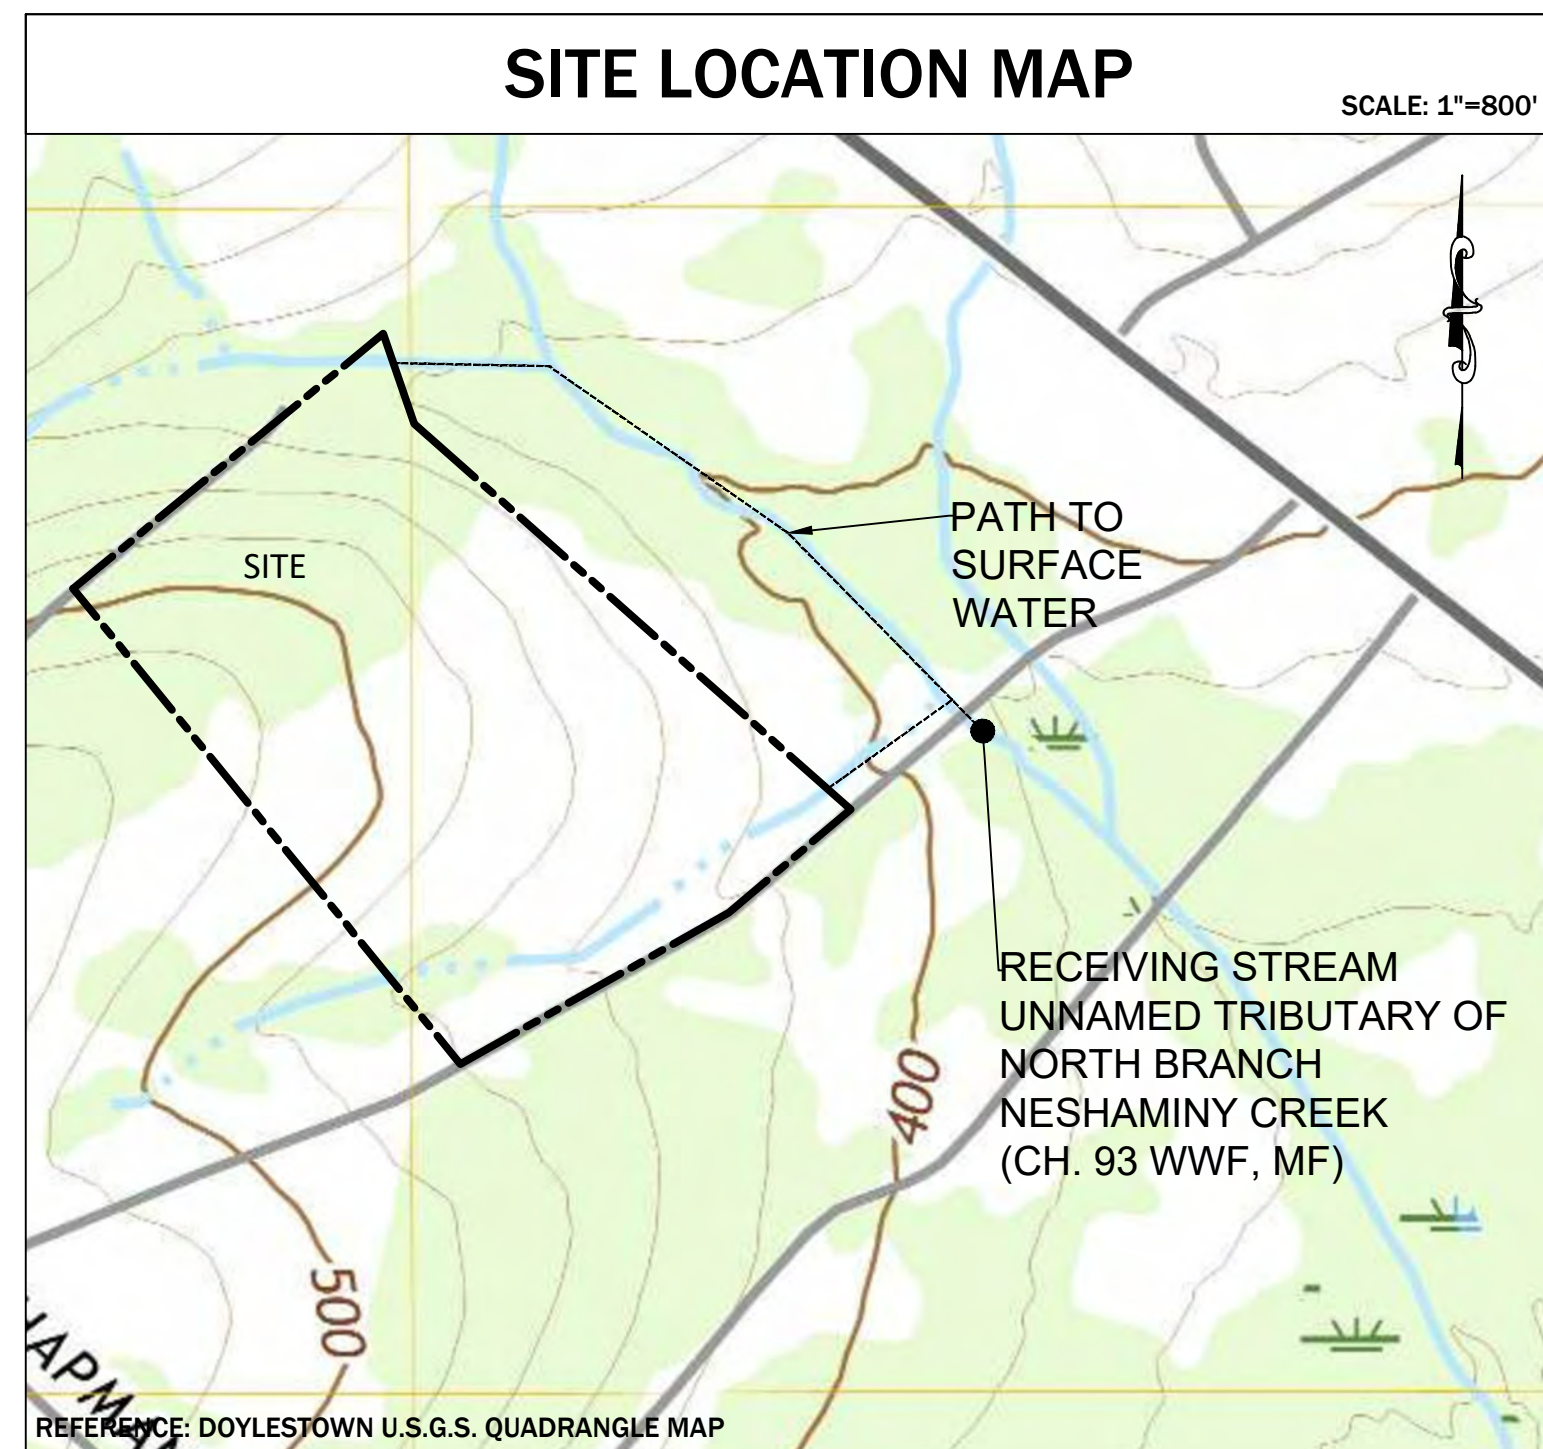 SITE LOCATION MAP
SCALE: 1"=800'
PATH TO
SURFACE
WATER
SITE
RECEIVING STREAM
UNNAMED TRIBUTARY OF
NORTH BRANCH
NESHAMINY CREEK
(CH. 93 WWF, MF)
400
500
HAPMAN
REFERENCE: DOYLESTOWN U.S.G.S. QUADRANGLE MAP